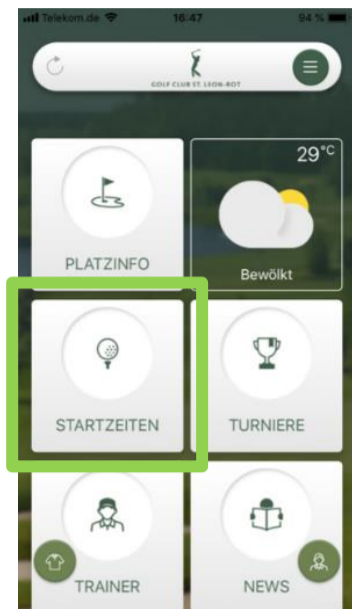 Telekom.de 16:47 94 %
GOLF CLUB ST. LEON-ROT
29°C
PLATZINFO
Bewölkt
STARTZEITEN
TURNIERE
TRAINER
NEWS